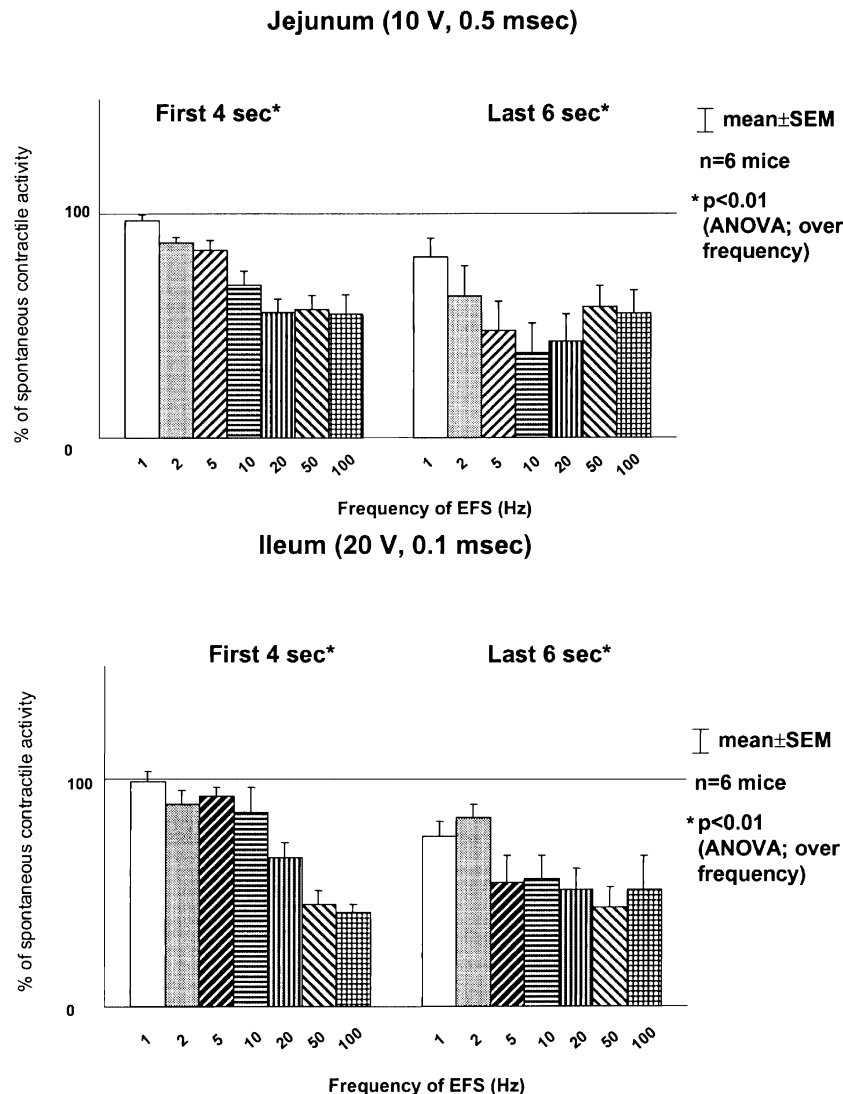 Jejunum (10 V, 0.5 msec)
First 4 sec*
Last 6 sec*
mean±SEM
n=6 mice
* p<0.01
(ANOVA; over
frequency)
% of spontaneous contractile activity
100
0
1 2 5 10 20 50 100
1 2 5 10 20 50 100
Frequency of EFS (Hz)
Ileum (20 V, 0.1 msec)
First 4 sec*
Last 6 sec*
mean±SEM
n=6 mice
* p<0.01
(ANOVA; over
frequency)
% of spontaneous contractile activity
100
0
1 2 5 10 20 50 100
1 2 5 10 20 50 100
Frequency of EFS (Hz)